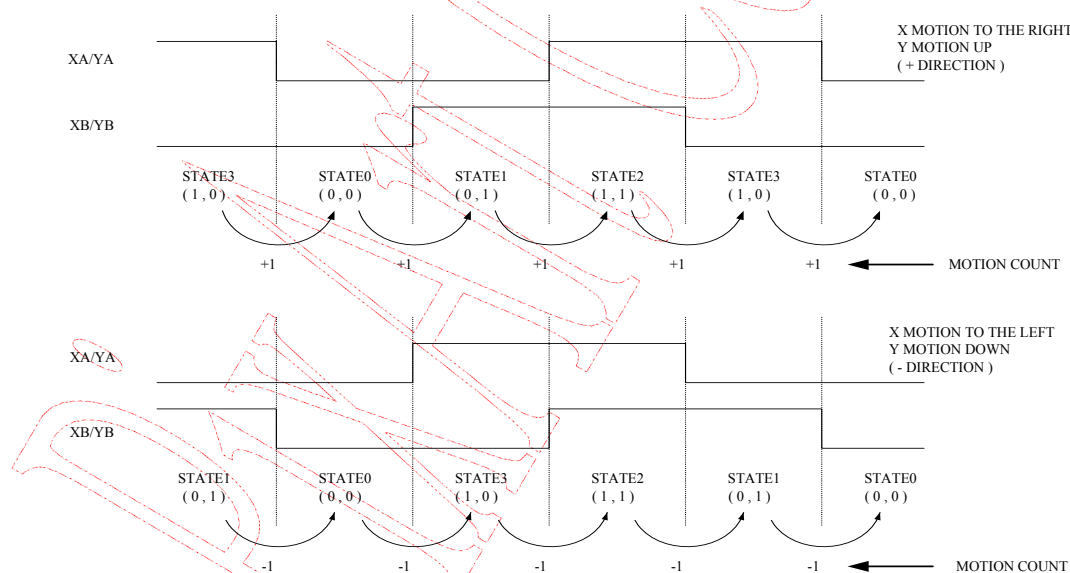 X MOTION TO THE RIGHT
Y MOTION UP
( + DIRECTION )
XA/YA
XB/YB
STATE3 STATE0 STATE1 STATE2 STATE3 STATE0
( 1 , 0 ) ( 0 , 0 ) ( 0 , 1 ) ( 1 , 1 ) ( 1 , 0 ) ( 0 , 0 )
+1 +1 +1 +1 +1 MOTION COUNT
X MOTION TO THE LEFT
Y MOTION DOWN
( - DIRECTION )
XA/YA
XB/YB
STATE1 STATE0 STATE3 STATE2 STATE1 STATE0
( 0 , 1 ) ( 0 , 0 ) ( 1 , 0 ) ( 1 , 1 ) ( 0 , 1 ) ( 0 , 0 )
-1 -1 -1 -1 -1 MOTION COUNT